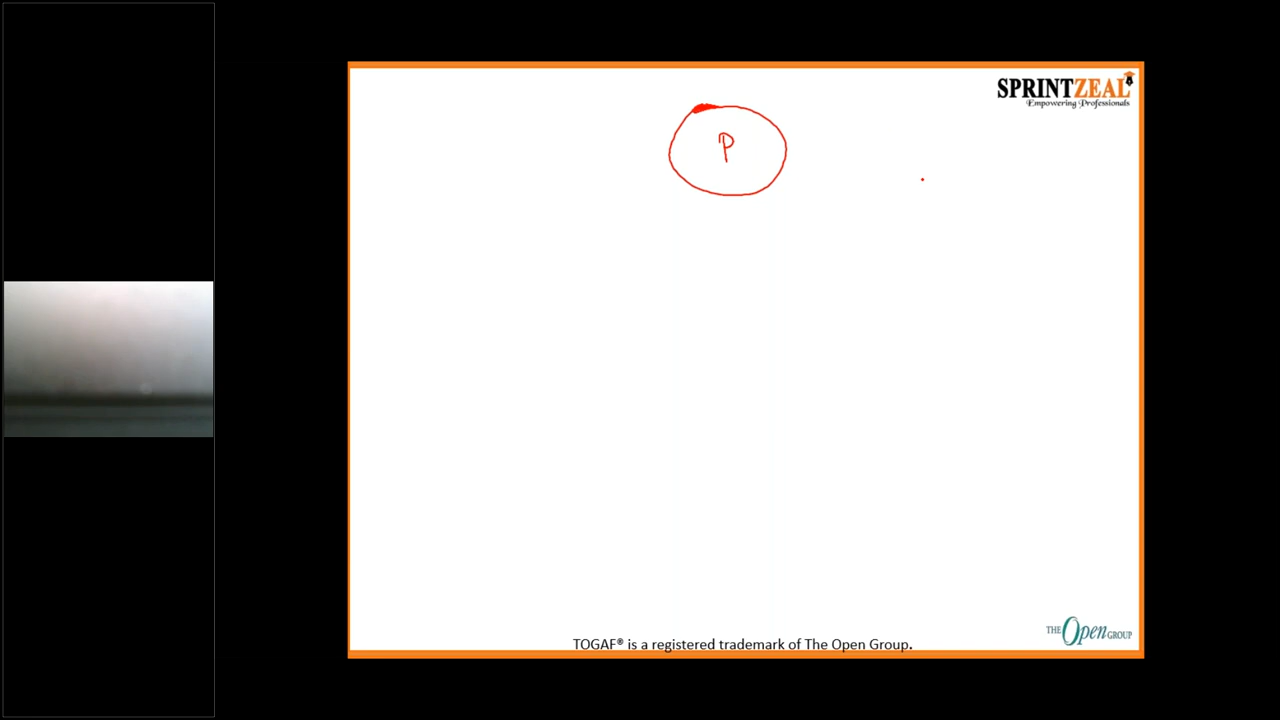 SPRINTZEAL
Empowering Professionals
P
THE Open GROUP
TOGAF® is a registered trademark of The Open Group.